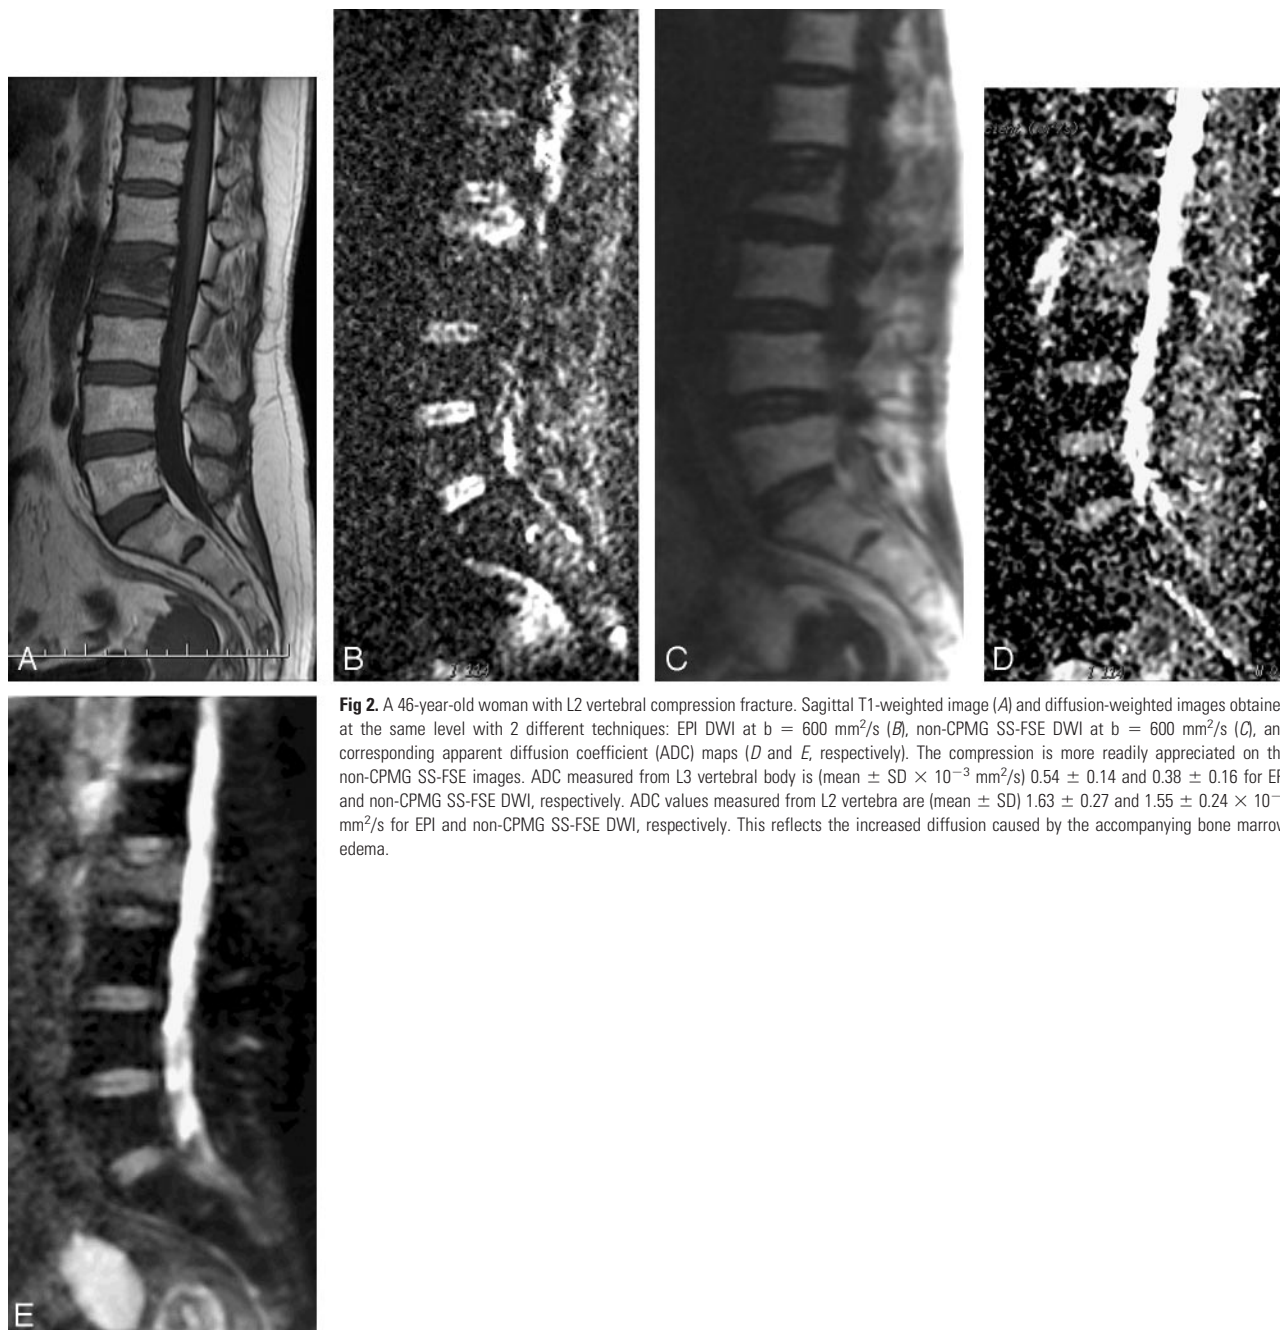 A
B
I 114
C
cient (mm²/s)
D
I 114
E
Fig 2. A 46-year-old woman with L2 vertebral compression fracture. Sagittal T1-weighted image (A) and diffusion-weighted images obtaine
at the same level with 2 different techniques: EPI DWI at b = 600 mm²/s (B), non-CPMG SS-FSE DWI at b = 600 mm²/s (C), an
corresponding apparent diffusion coefficient (ADC) maps (D and E, respectively). The compression is more readily appreciated on th
non-CPMG SS-FSE images. ADC measured from L3 vertebral body is (mean ± SD × 10⁻³ mm²/s) 0.54 ± 0.14 and 0.38 ± 0.16 for EP
and non-CPMG SS-FSE DWI, respectively. ADC values measured from L2 vertebra are (mean ± SD) 1.63 ± 0.27 and 1.55 ± 0.24 × 10⁻
mm²/s for EPI and non-CPMG SS-FSE DWI, respectively. This reflects the increased diffusion caused by the accompanying bone marrow
edema.